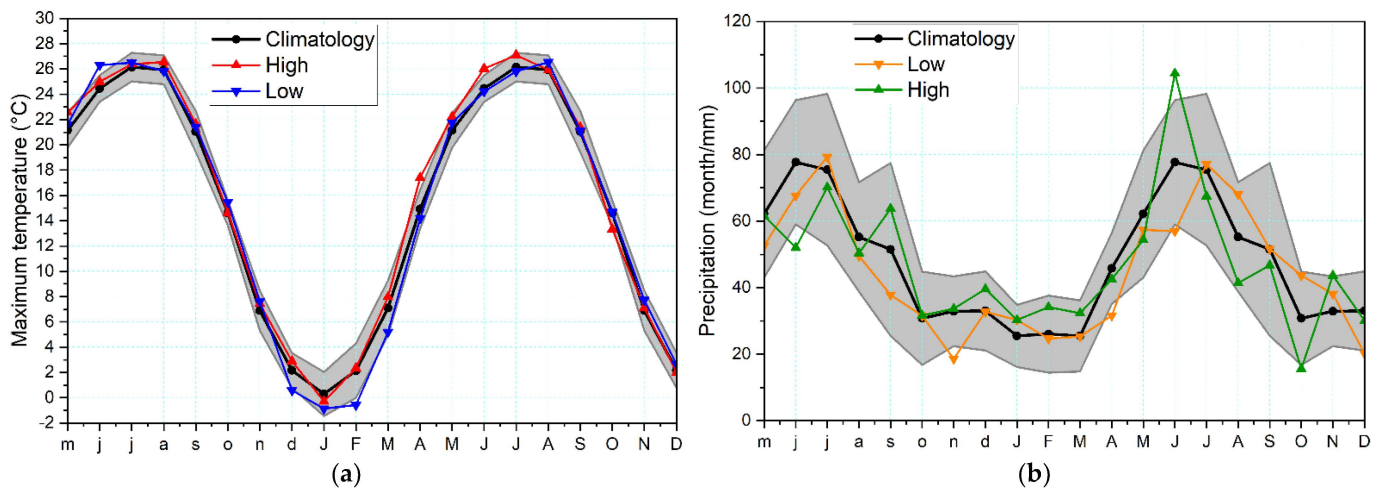 Maximum temperature (°C)
30
28
26
24
22
20
18
16
14
12
10
8
6
4
2
0
-2
Climatology
High
Low
m j j a s o n d J F M A M J J A S O N D
(a)
Precipitation (month/mm)
120
100
80
60
40
20
0
Climatology
Low
High
m j j a s o n d J F M A M J J A S O N D
(b)